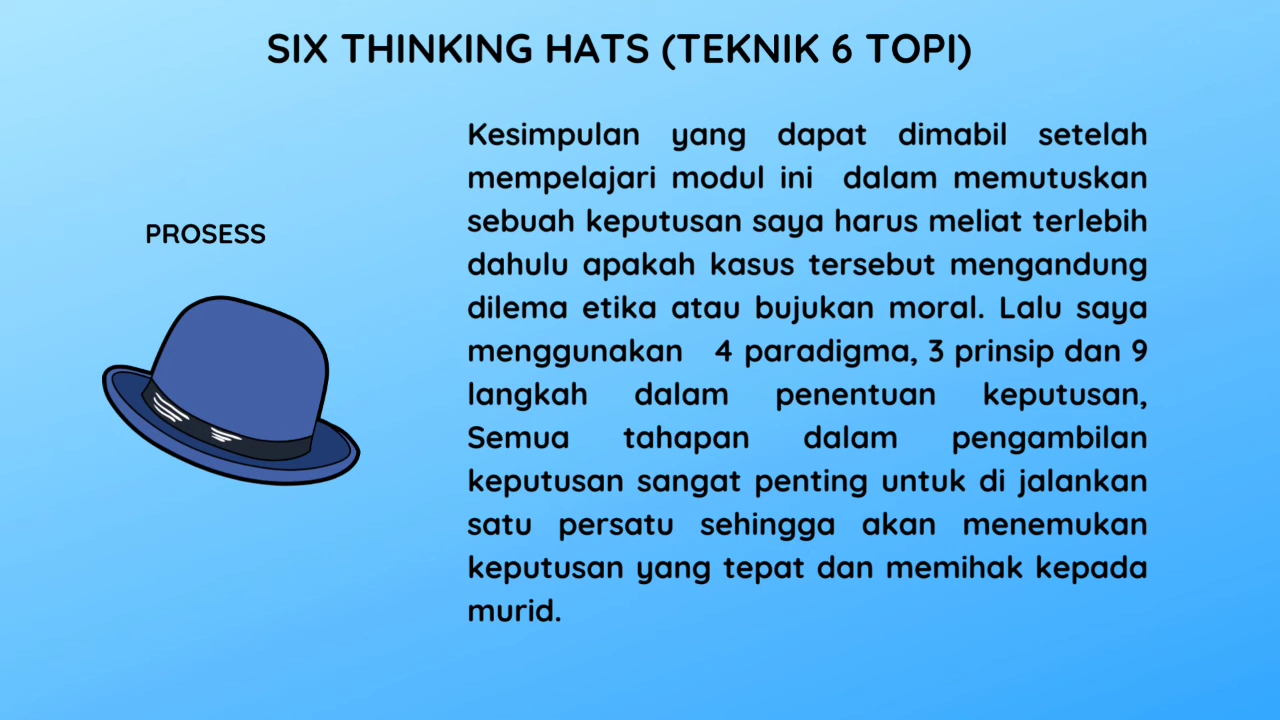 SIX THINKING HATS (TEKNIK 6 TOPI)
PROSESS
Kesimpulan yang dapat dimabil setelah
mempelajari modul ini dalam memutuskan
sebuah keputusan saya harus meliat terlebih
dahulu apakah kasus tersebut mengandung
dilema etika atau bujukan moral. Lalu saya
menggunakan 4 paradigma, 3 prinsip dan 9
langkah dalam penentuan keputusan,
Semua tahapan dalam pengambilan
keputusan sangat penting untuk di jalankan
satu persatu sehingga akan menemukan
keputusan yang tepat dan memihak kepada
murid.